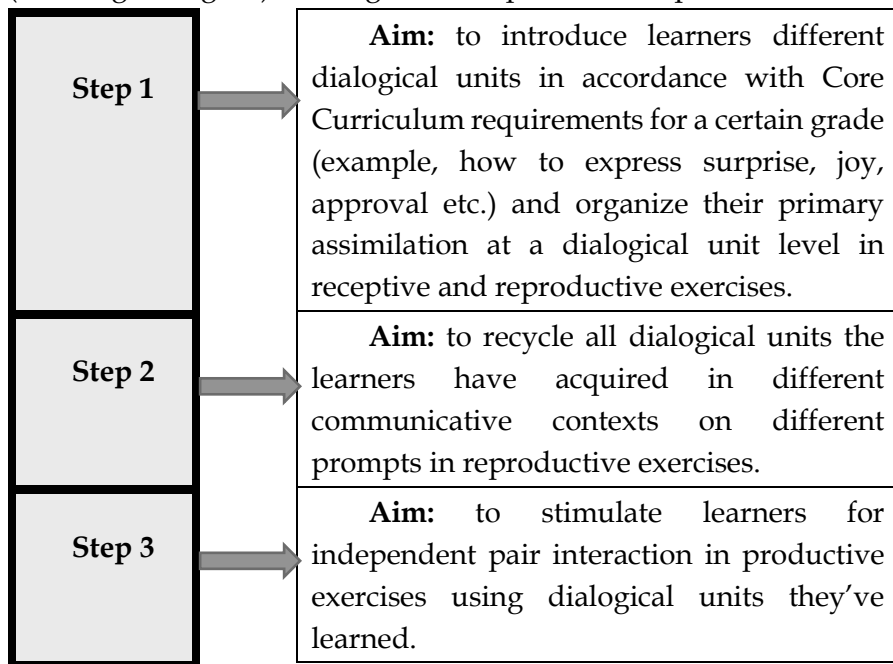 Step 1
Aim: to introduce learners different
dialogical units in accordance with Core
Curriculum requirements for a certain grade
(example, how to express surprise, joy,
approval etc.) and organize their primary
assimilation at a dialogical unit level in
receptive and reproductive exercises.
Step 2
Aim: to recycle all dialogical units the
learners have acquired in different
communicative contexts on different
prompts in reproductive exercises.
Step 3
Aim: to stimulate learners for
independent pair interaction in productive
exercises using dialogical units they've
learned.